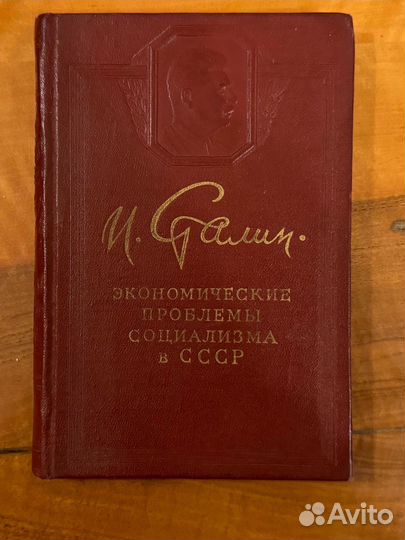 И. Сталин.
ЭКОНОМИЧЕСКИЕ
ПРОБЛЕМЫ
СОЦИАЛИЗМА
в СССР
Avito